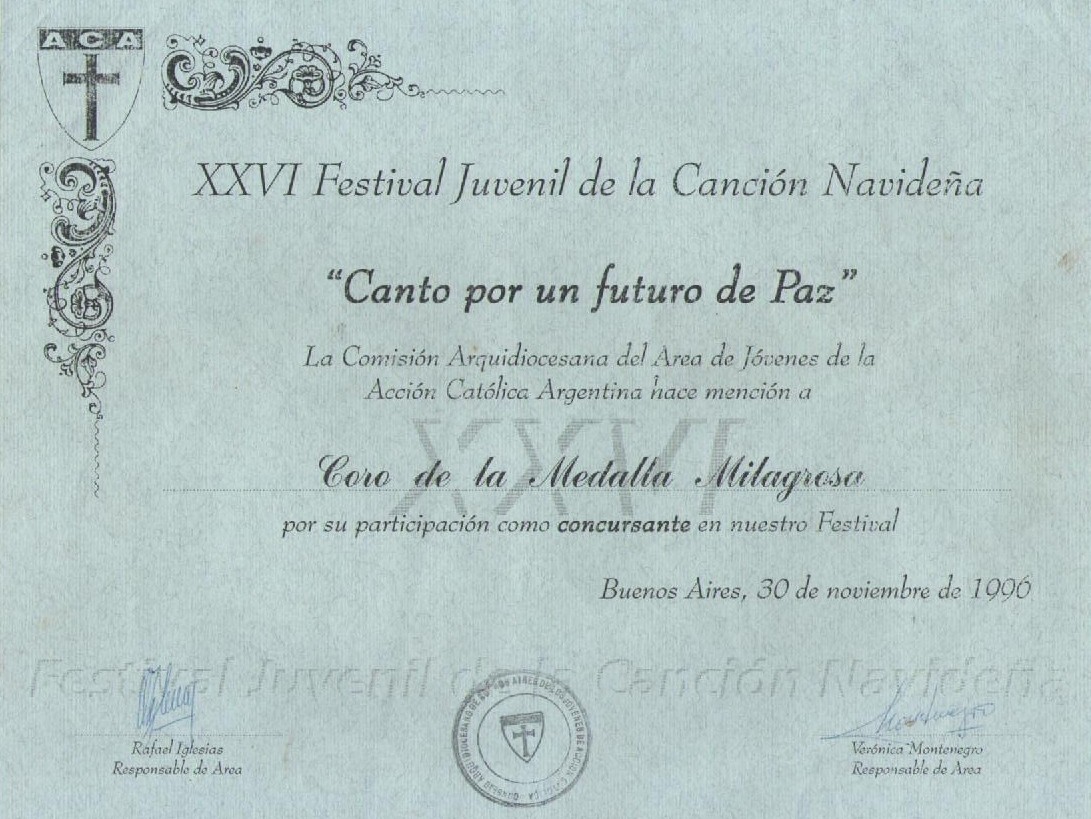 ACA
XXVI Festival Juvenil de la Canción Navideña
“Canto por un futuro de Paz”
La Comisión Arquidiocesana del Area de Jóvenes de la
Acción Católica Argentina hace mención a
XXVI
Coro de la Medalla Milagrosa
por su participación como concursante en nuestro Festival
Buenos Aires, 30 de noviembre de 1996
Festival Juvenil de la Canción Navideña
Rafael Iglesias
Responsable de Area
Verónica Montenegro
Responsable de Area